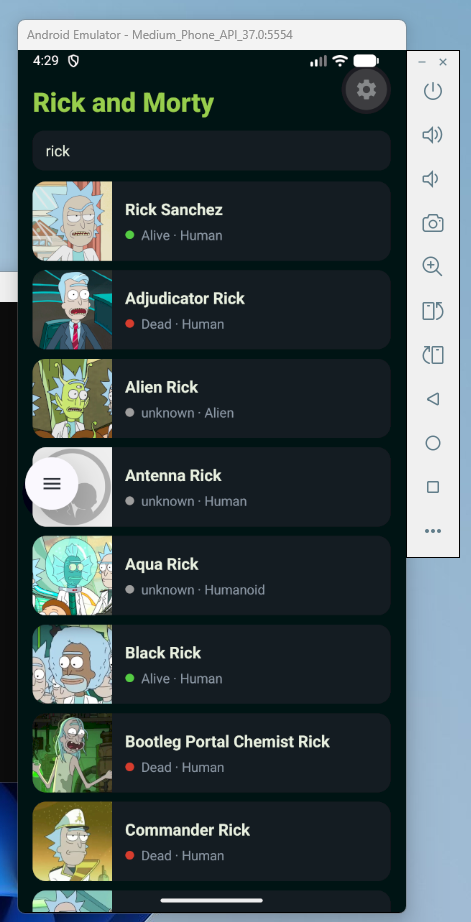 Android Emulator - Medium_Phone_API_37.0:5554
4:29
Rick and Morty
rick
Rick Sanchez
Alive · Human
Adjudicator Rick
Dead · Human
Alien Rick
unknown · Alien
Antenna Rick
unknown · Human
Aqua Rick
unknown · Humanoid
Black Rick
Alive · Human
Bootleg Portal Chemist Rick
Dead · Human
Commander Rick
Dead · Human